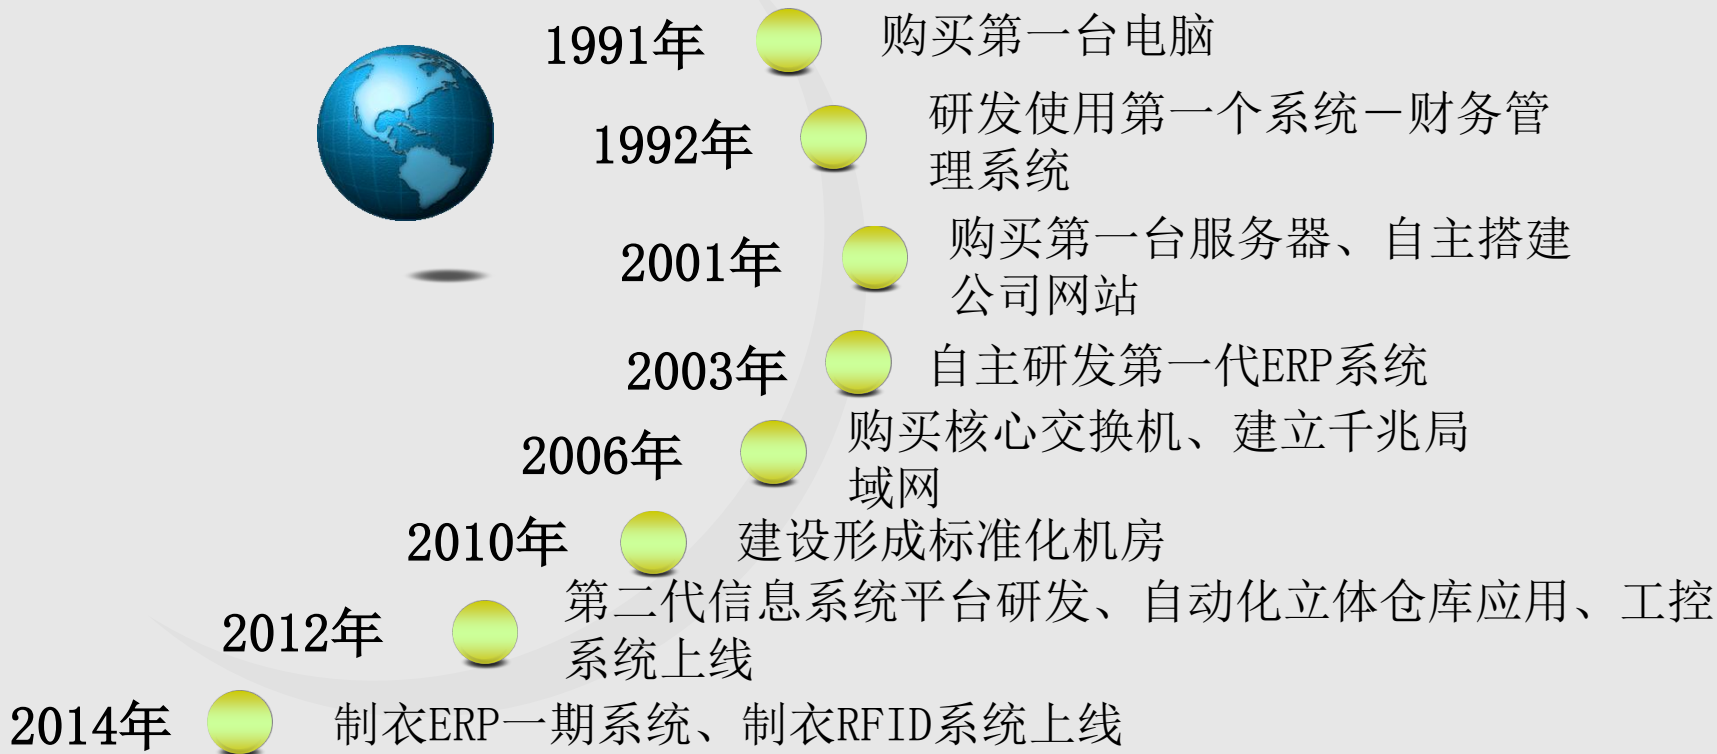 1991年 购买第一台电脑
1992年 研发使用第一个系统－财务管
理系统
2001年 购买第一台服务器、自主搭建
公司网站
2003年 自主研发第一代ERP系统
2006年 购买核心交换机、建立千兆局
域网
2010年 建设形成标准化机房
2012年 第二代信息系统平台研发、自动化立体仓库应用、工控
系统上线
2014年 制衣ERP一期系统、制衣RFID系统上线